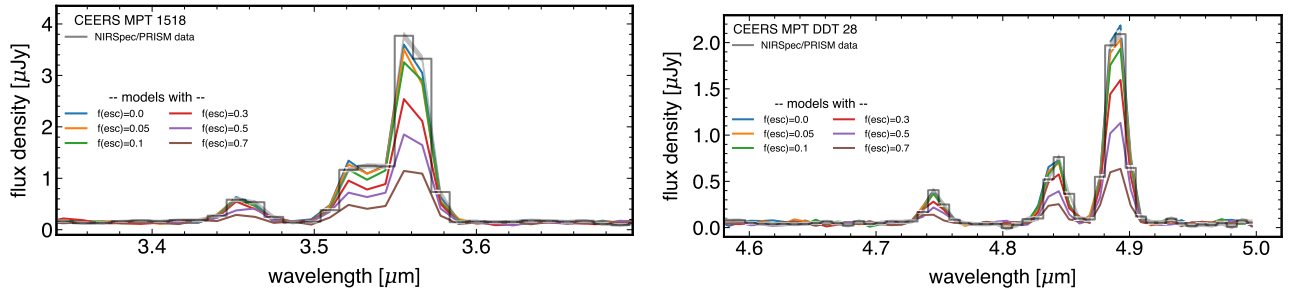 CEERS MPT 1518
NIRSpec/PRISM data
-- models with --
f(esc)=0.0 f(esc)=0.3
f(esc)=0.05 f(esc)=0.5
f(esc)=0.1 f(esc)=0.7
flux density [μJy]
4
3
2
1
0
3.4 3.5 3.6
wavelength [μm]
CEERS MPT DDT 28
NIRSpec/PRISM data
-- models with --
f(esc)=0.0 f(esc)=0.3
f(esc)=0.05 f(esc)=0.5
f(esc)=0.1 f(esc)=0.7
flux density [μJy]
2.0
1.5
1.0
0.5
0.0
4.6 4.7 4.8 4.9 5.0
wavelength [μm]